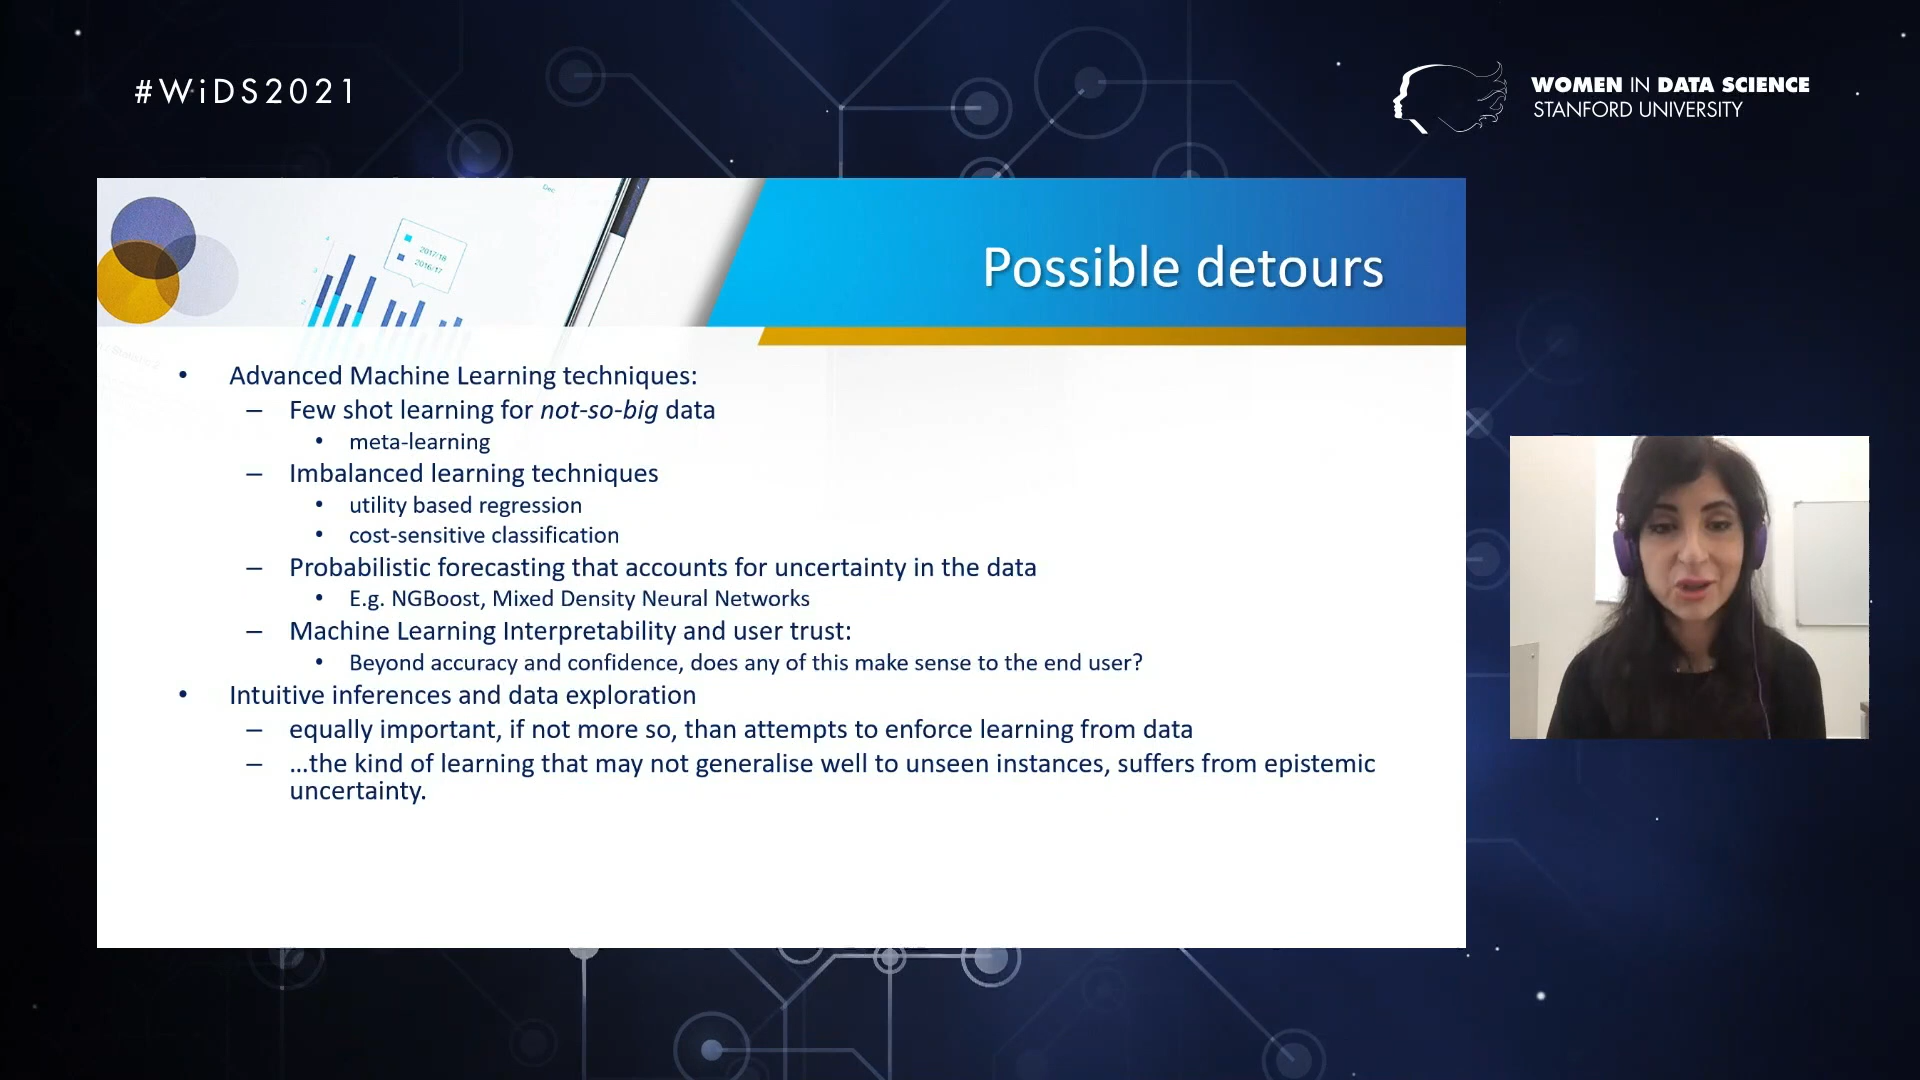 #WiDS2021
WOMEN IN DATA SCIENCE
STANFORD UNIVERSITY
Dec
2017/18
2016/17
Possible detours
• Advanced Machine Learning techniques:
– Few shot learning for not-so-big data
• meta-learning
– Imbalanced learning techniques
• utility based regression
• cost-sensitive classification
– Probabilistic forecasting that accounts for uncertainty in the data
• E.g. NGBoost, Mixed Density Neural Networks
– Machine Learning Interpretability and user trust:
• Beyond accuracy and confidence, does any of this make sense to the end user?
• Intuitive inferences and data exploration
– equally important, if not more so, than attempts to enforce learning from data
– …the kind of learning that may not generalise well to unseen instances, suffers from epistemic
uncertainty.